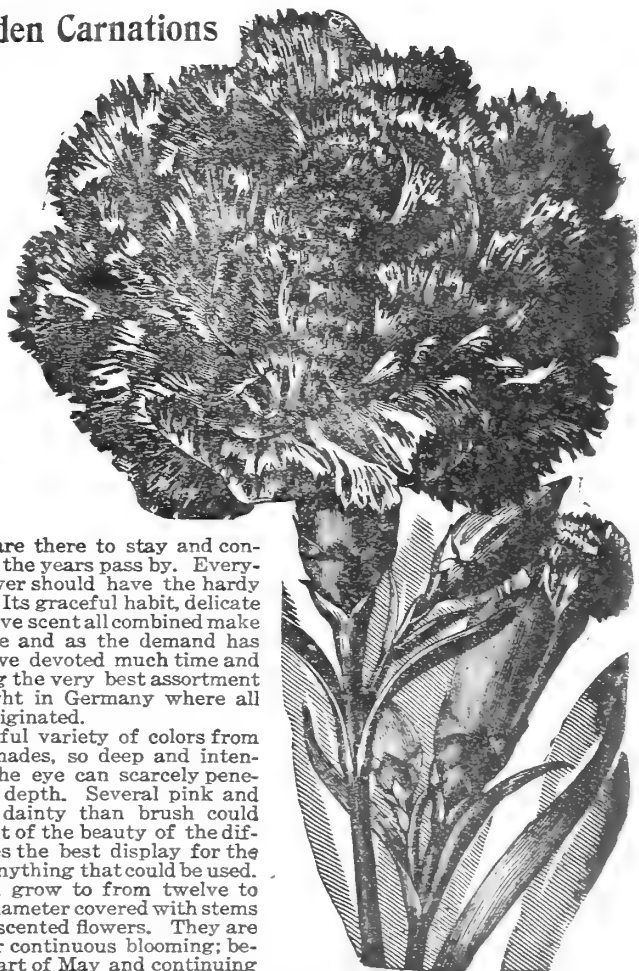 den Carnations
are there to stay and con-
the years pass by. Every-
ver should have the hardy
Its graceful habit, delicate
ve scent all combined make
e and as the demand has
ve devoted much time and
g the very best assortment
ht in Germany where all
iginated.
ful variety of colors from
hades, so deep and inten-
he eye can scarcely pene-
depth. Several pink and
dainty than brush could
t of the beauty of the dif-
es the best display for the
nything that could be used.
grow to from twelve to
iameter covered with stems
scented flowers. They are
r continuous blooming; be-
art of May and continuing